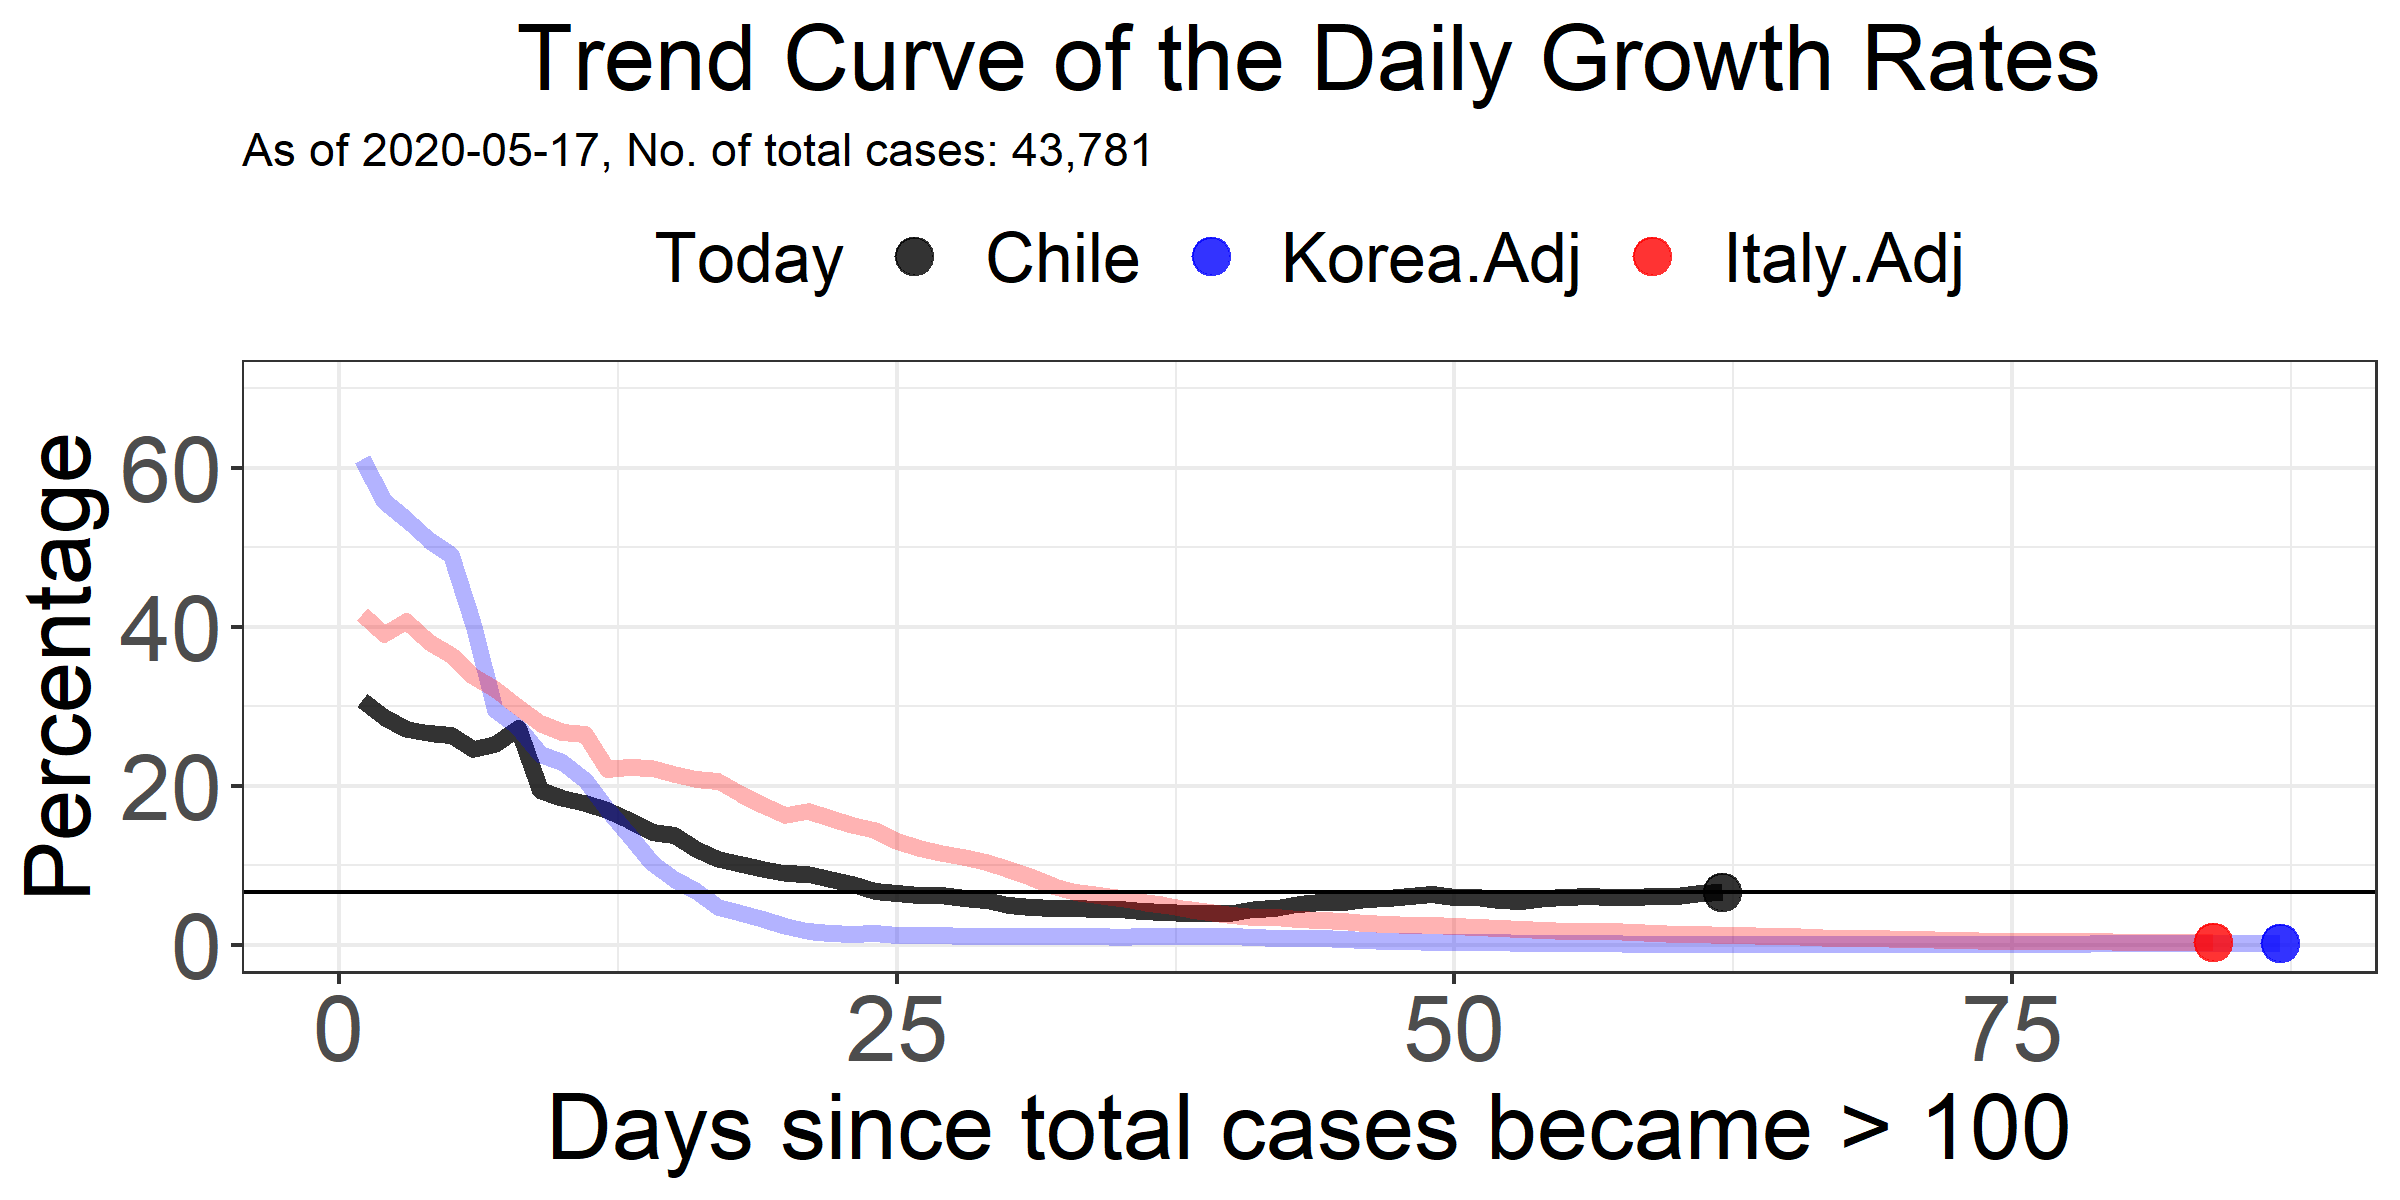 Trend Curve of the Daily Growth Rates
As of 2020-05-17, No. of total cases: 43,781
Today Chile Korea.Adj Italy.Adj
Percentage
60
40
20
0
0 25 50 75
Days since total cases became > 100